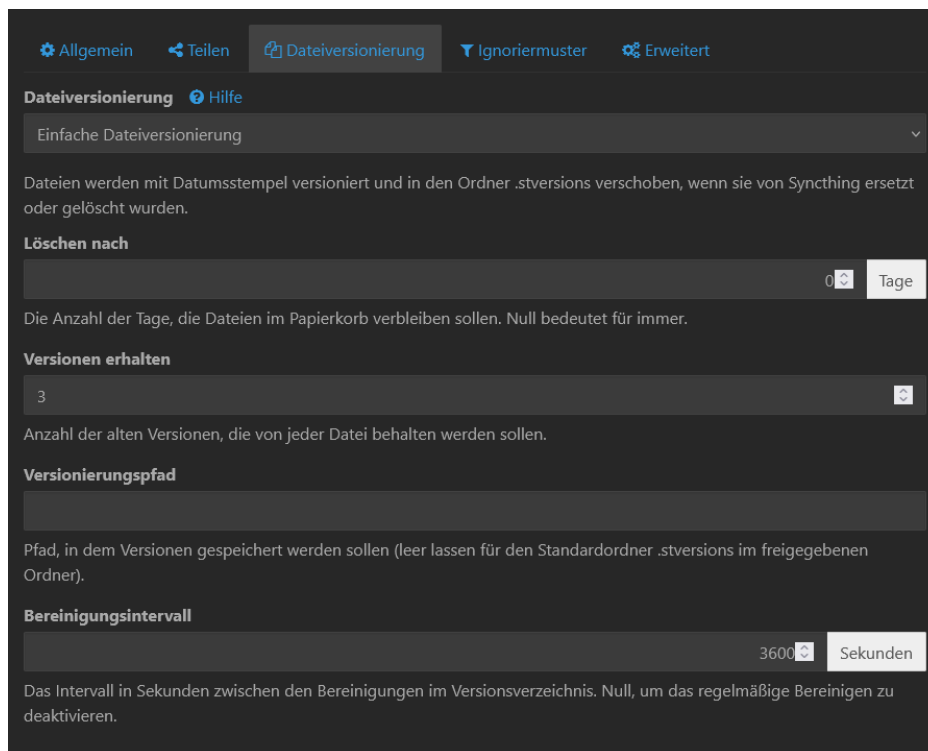 Allgemein Teilen Dateiversionierung Ignoriermuster Erweitert
Dateiversionierung Hilfe
Einfache Dateiversionierung
Dateien werden mit Datumsstempel versioniert und in den Ordner .stversions verschoben, wenn sie von Syncthing ersetzt
oder gelöscht wurden.
Löschen nach
0 Tage
Die Anzahl der Tage, die Dateien im Papierkorb verbleiben sollen. Null bedeutet für immer.
Versionen erhalten
3
Anzahl der alten Versionen, die von jeder Datei behalten werden sollen.
Versionierungspfad
Pfad, in dem Versionen gespeichert werden sollen (leer lassen für den Standardordner .stversions im freigegebenen
Ordner).
Bereinigungsintervall
3600 Sekunden
Das Intervall in Sekunden zwischen den Bereinigungen im Versionsverzeichnis. Null, um das regelmäßige Bereinigen zu
deaktivieren.